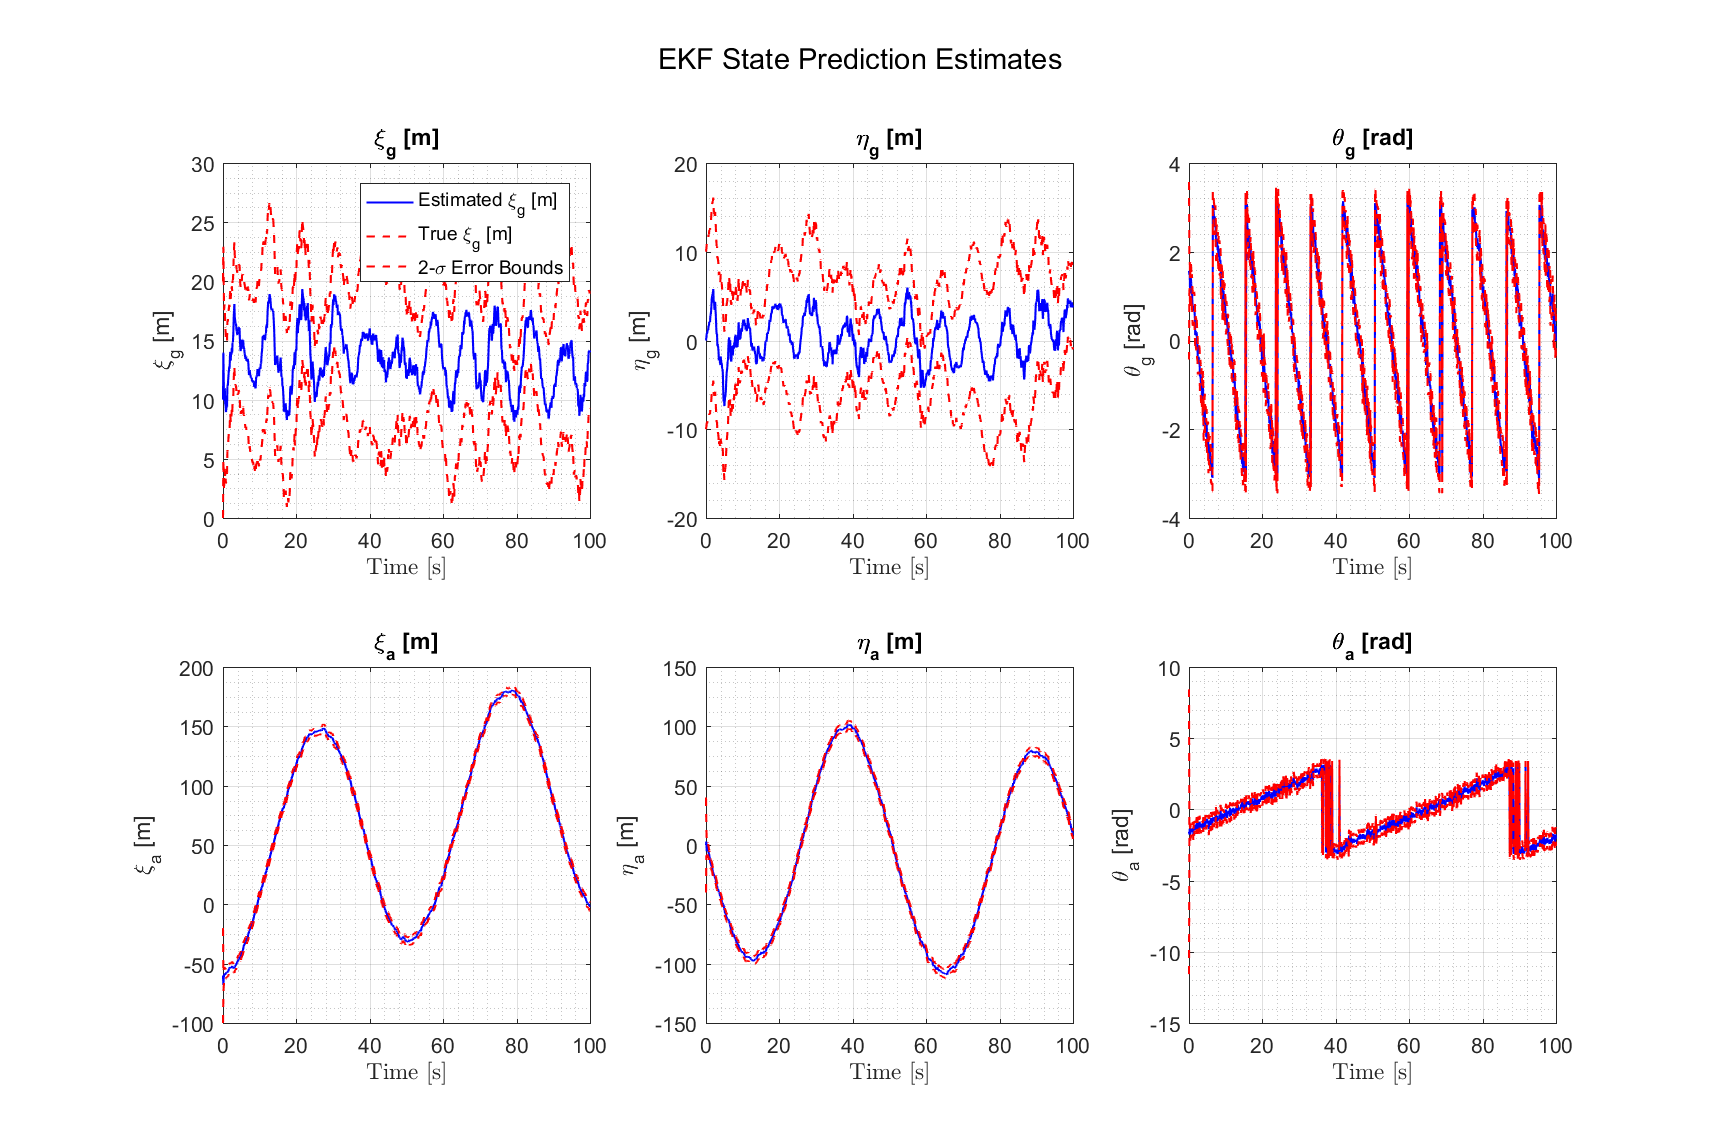 EKF State Prediction Estimates
ξg [m]
30
25
20
15
10
5
0
ξg [m]
Estimated ξg [m]
True ξg [m]
2-σ Error Bounds
0 20 40 60 80 100
Time [s]
ηg [m]
20
10
0
-10
-20
ηg [m]
0 20 40 60 80 100
Time [s]
θg [rad]
4
2
0
-2
-4
θg [rad]
0 20 40 60 80 100
Time [s]
ξa [m]
200
150
100
50
0
-50
-100
ξa [m]
0 20 40 60 80 100
Time [s]
ηa [m]
150
100
50
0
-50
-100
-150
ηa [m]
0 20 40 60 80 100
Time [s]
θa [rad]
10
5
0
-5
-10
-15
θa [rad]
0 20 40 60 80 100
Time [s]